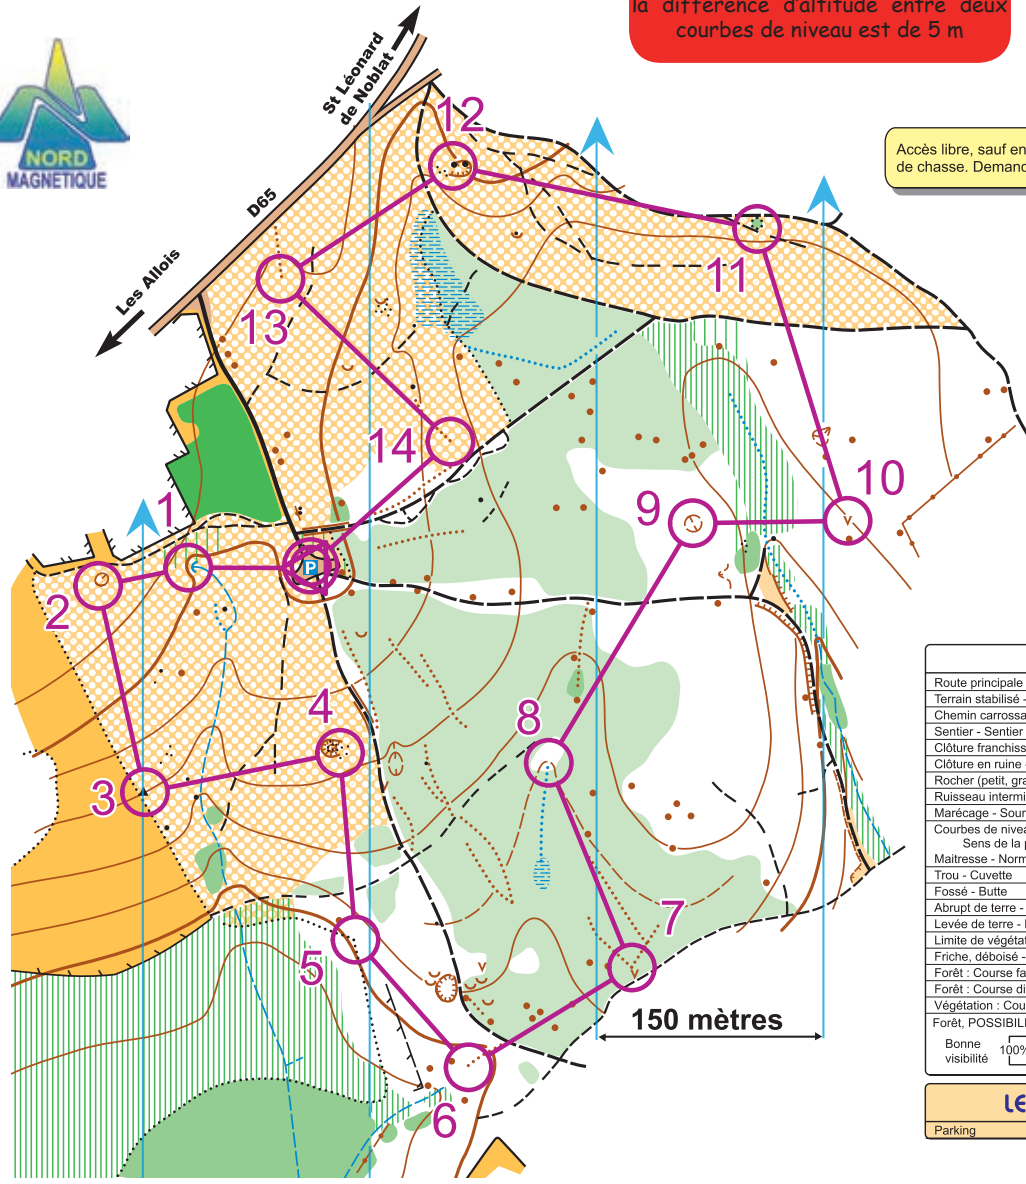 la différence d'altitude entre deux
courbes de niveau est de 5 m
St Léonard
de Noblat
12
NORD
MAGNETIQUE
Accès libre, sauf en
de chasse. Demand
D65
11
Les Allois
13
14
10
9
1
P
2
4
8
3
7
5
150 mètres
6
Route principale
Terrain stabilisé -
Chemin carrossa
Sentier - Sentier
Clôture franchiss
Clôture en ruine -
Rocher (petit, gra
Ruisseau intermi
Marécage - Sour
Courbes de nivea
Sens de la p
Maitresse - Norm
Trou - Cuvette
Fossé - Butte
Abrupt de terre -
Levée de terre -
Limite de végétat
Friche, déboisé -
Forêt : Course fa
Forêt : Course di
Végétation : Cou
Forêt, POSSIBILI
Bonne
visibilité 100%
LE
Parking